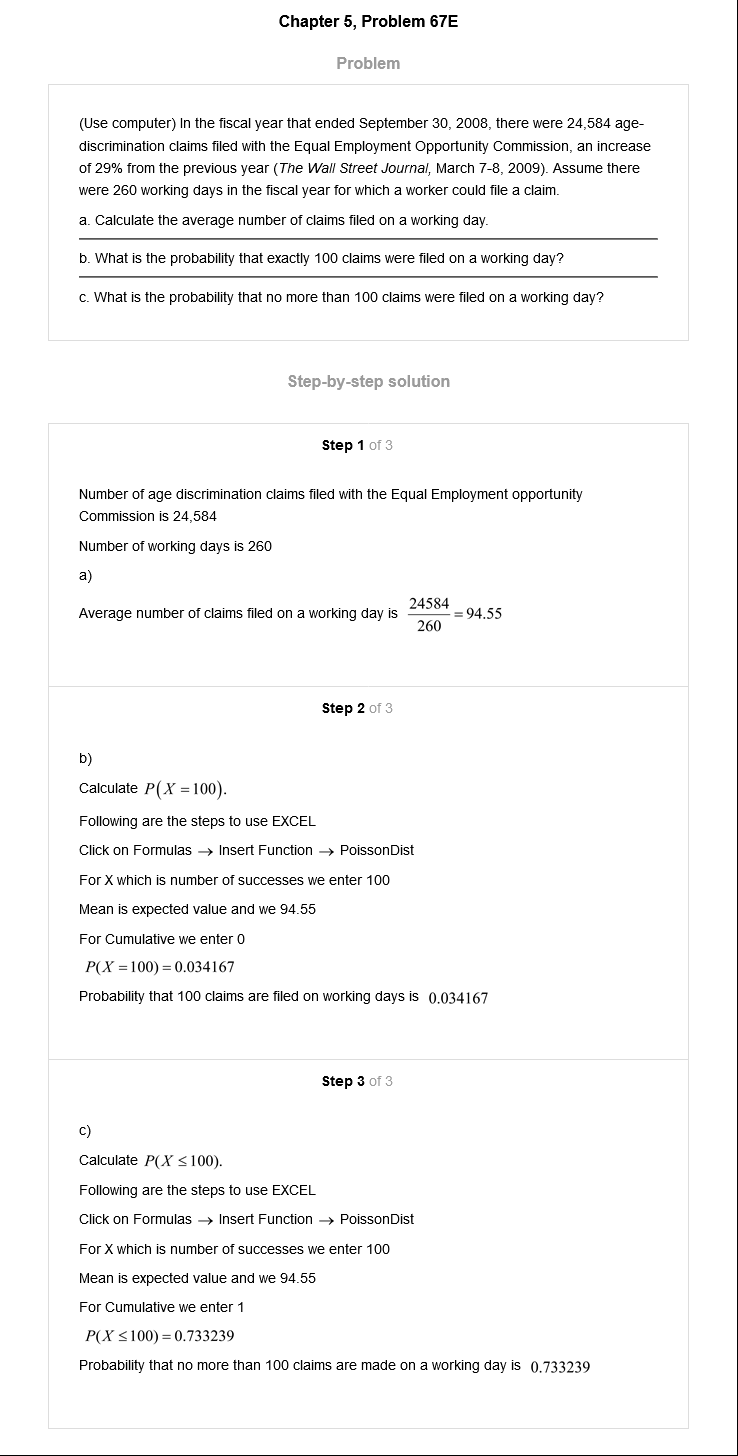 Chapter 5, Problem 67E
Problem
(Use computer) In the fiscal year that ended September 30, 2008, there were 24,584 age-
discrimination claims filed with the Equal Employment Opportunity Commission, an increase
of 29% from the previous year (The Wall Street Journal, March 7-8, 2009). Assume there
were 260 working days in the fiscal year for which a worker could file a claim.
a. Calculate the average number of claims filed on a working day.
b. What is the probability that exactly 100 claims were filed on a working day?
c. What is the probability that no more than 100 claims were filed on a working day?
Step-by-step solution
Step 1 of 3
Number of age discrimination claims filed with the Equal Employment opportunity
Commission is 24,584
Number of working days is 260
a)
Average number of claims filed on a working day is 24584/260 = 94.55
Step 2 of 3
b)
Calculate P(X = 100).
Following are the steps to use EXCEL
Click on Formulas → Insert Function → PoissonDist
For X which is number of successes we enter 100
Mean is expected value and we 94.55
For Cumulative we enter 0
P(X = 100) = 0.034167
Probability that 100 claims are filed on working days is 0.034167
Step 3 of 3
c)
Calculate P(X ≤ 100).
Following are the steps to use EXCEL
Click on Formulas → Insert Function → PoissonDist
For X which is number of successes we enter 100
Mean is expected value and we 94.55
For Cumulative we enter 1
P(X ≤ 100) = 0.733239
Probability that no more than 100 claims are made on a working day is 0.733239